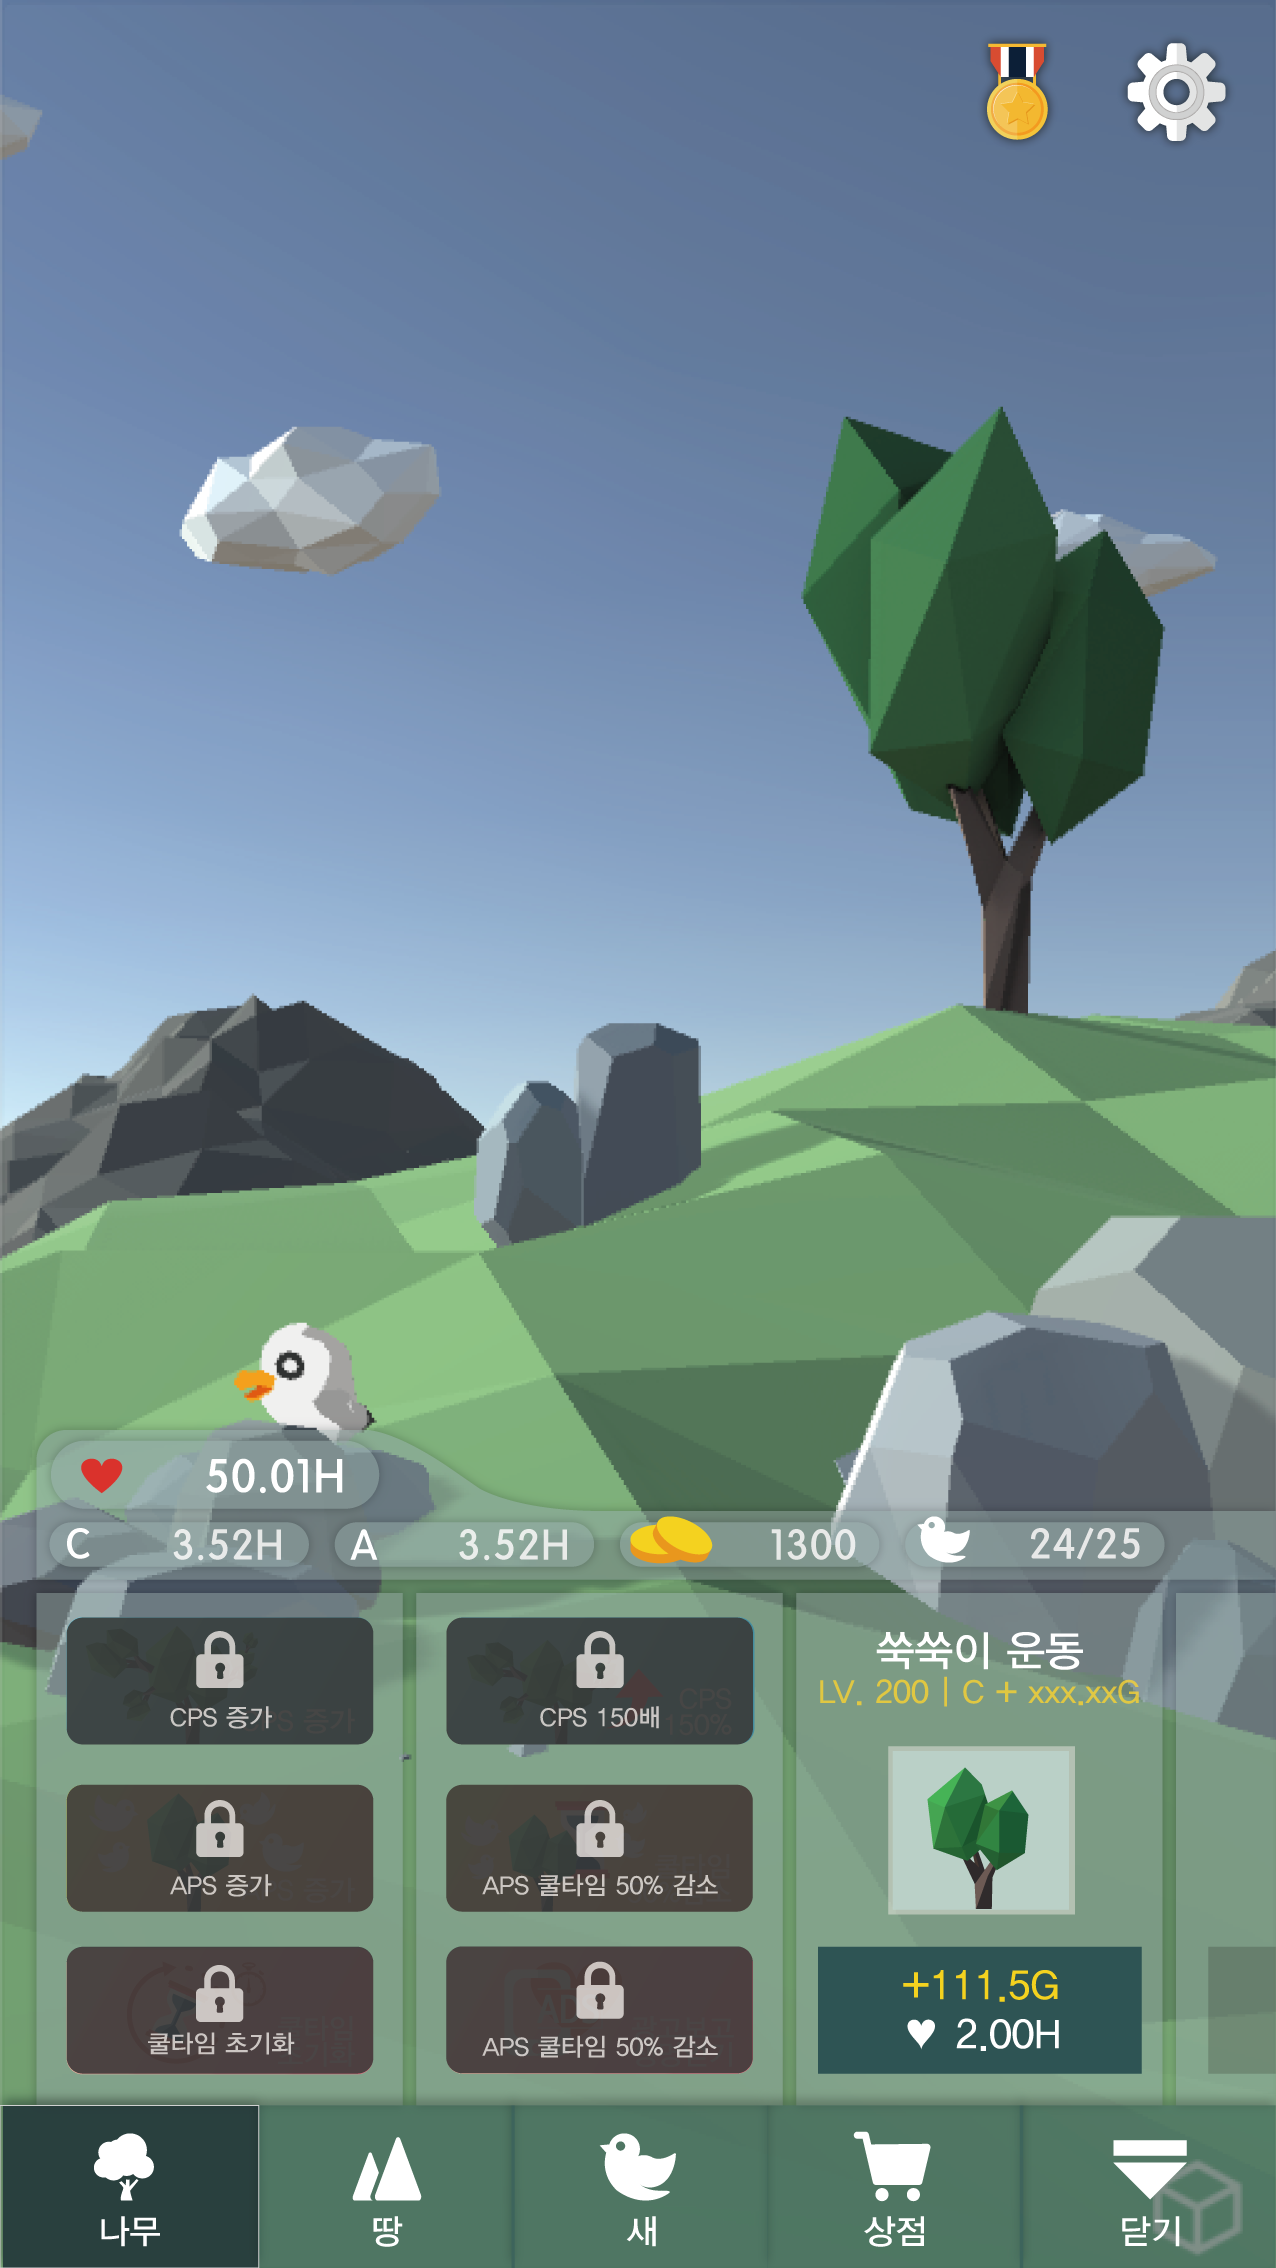 50.01H
C 3.52H A 3.52H 1300 24/25
CPS 증가
CPS 150배
CPS
150%
쑥쑥이 운동
LV. 200 | C + xxx.xxG
APS 증가
APS 쿨타임 50% 감소
쿨타임 초기화
APS 쿨타임 50% 감소
+111.5G
♥ 2.00H
나무
땅
새
상점
닫기